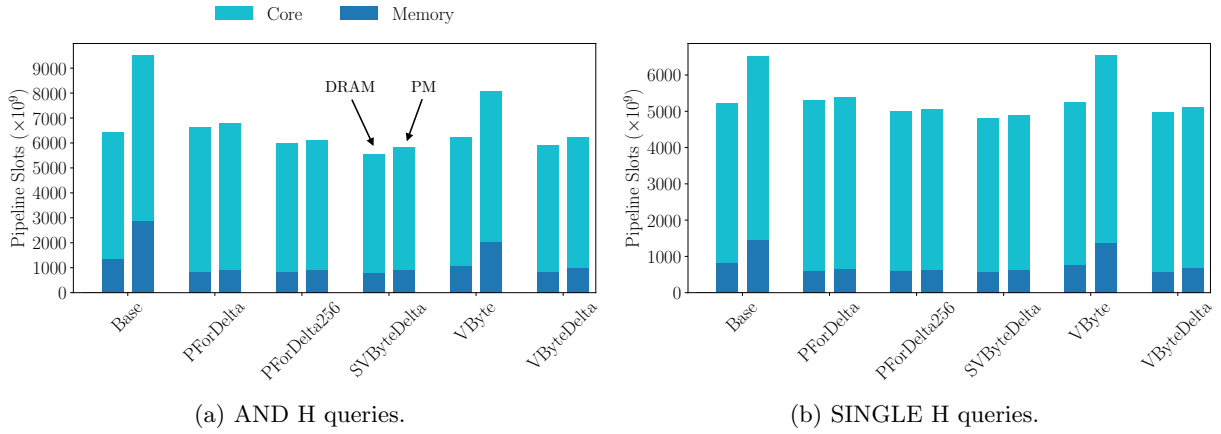 Core Memory
Pipeline Slots (×10⁹)
9000
8000
7000
6000
5000
4000
3000
2000
1000
0
DRAM PM
Base PForDelta PForDelta256 SVByteDelta VByte VByteDelta
(a) AND H queries.
Pipeline Slots (×10⁹)
6000
5000
4000
3000
2000
1000
0
Base PForDelta PForDelta256 SVByteDelta VByte VByteDelta
(b) SINGLE H queries.